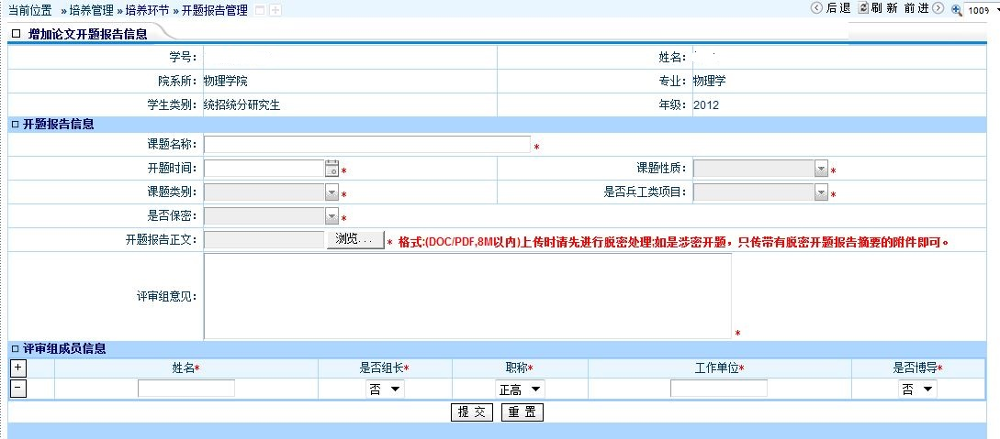 当前位置 » 培养管理 » 培养环节 » 开题报告管理 后退 刷新 前进 100%
增加论文开题报告信息
学号： 姓名：
院系所： 物理学院 专业： 物理学
学生类别： 统招统分研究生 年级： 2012
开题报告信息
课题名称： *
开题时间： * 课题性质： *
课题类别： * 是否兵工类项目： *
是否保密： *
开题报告正文： 浏览... * 格式:(DOC/PDF,8M以内)上传时请先进行脱密处理;如是涉密开题，只传带有脱密开题报告摘要的附件即可。
评审组意见： *
评审组成员信息
+ 姓名* 是否组长* 职称* 工作单位* 是否博导*
- 否 正高 否
提 交 重 置